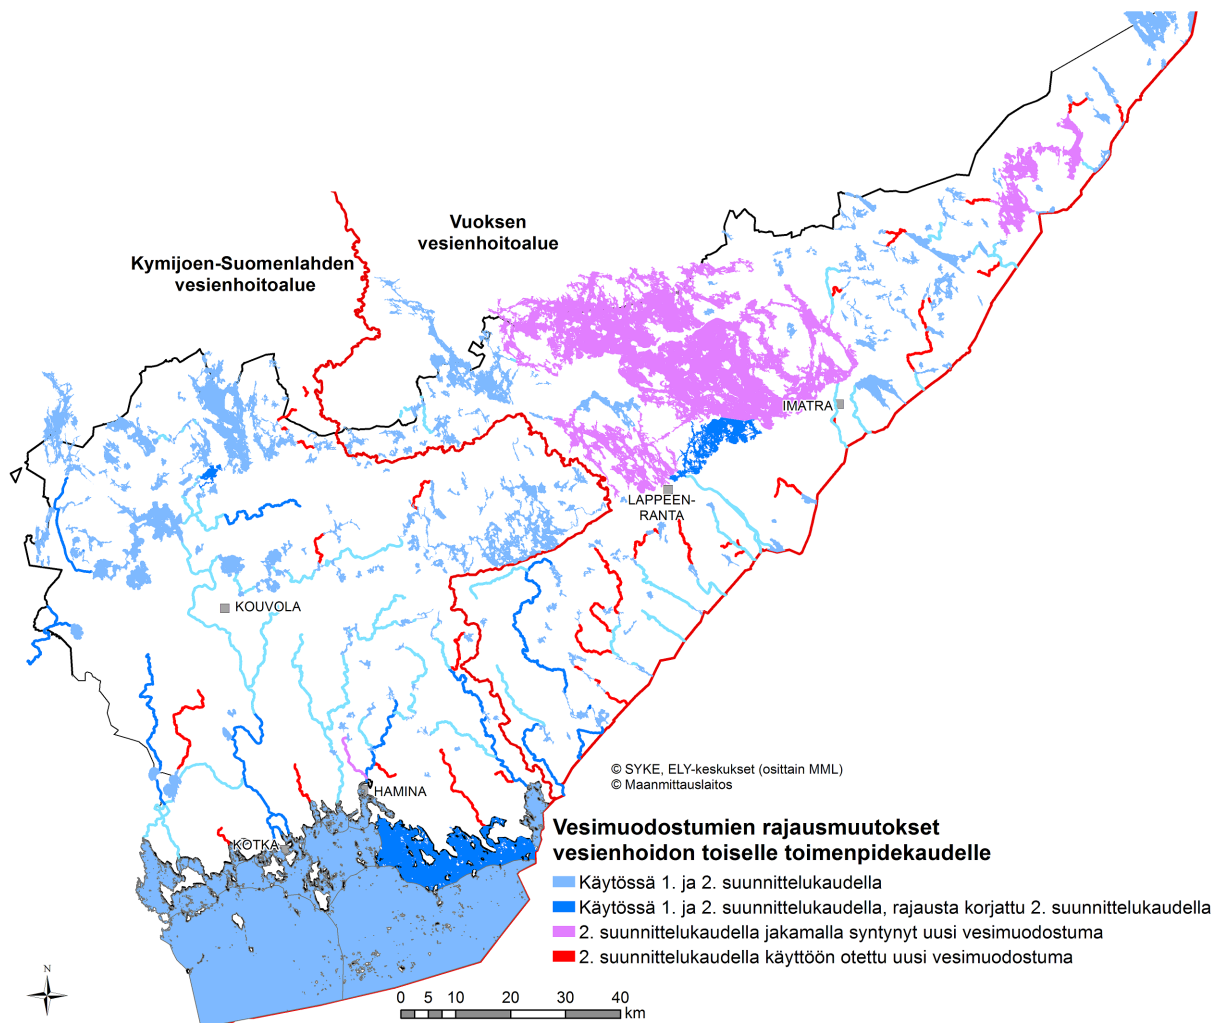 Vuoksen
vesienhoitoalue
Kymijoen-Suomenlahden
vesienhoitoalue
IMATRA
LAPPEEN-
RANTA
KOUVOLA
HAMINA
KOTKA
© SYKE, ELY-keskukset (osittain MML)
© Maanmittauslaitos
Vesimuodostumien rajausmuutokset
vesienhoidon toiselle toimenpidekaudelle
Käytössä 1. ja 2. suunnittelukaudella
Käytössä 1. ja 2. suunnittelukaudella, rajausta korjattu 2. suunnittelukaudella
2. suunnittelukaudella jakamalla syntynyt uusi vesimuodostuma
2. suunnittelukaudella käyttöön otettu uusi vesimuodostuma
N
0 5 10 20 30 40
km